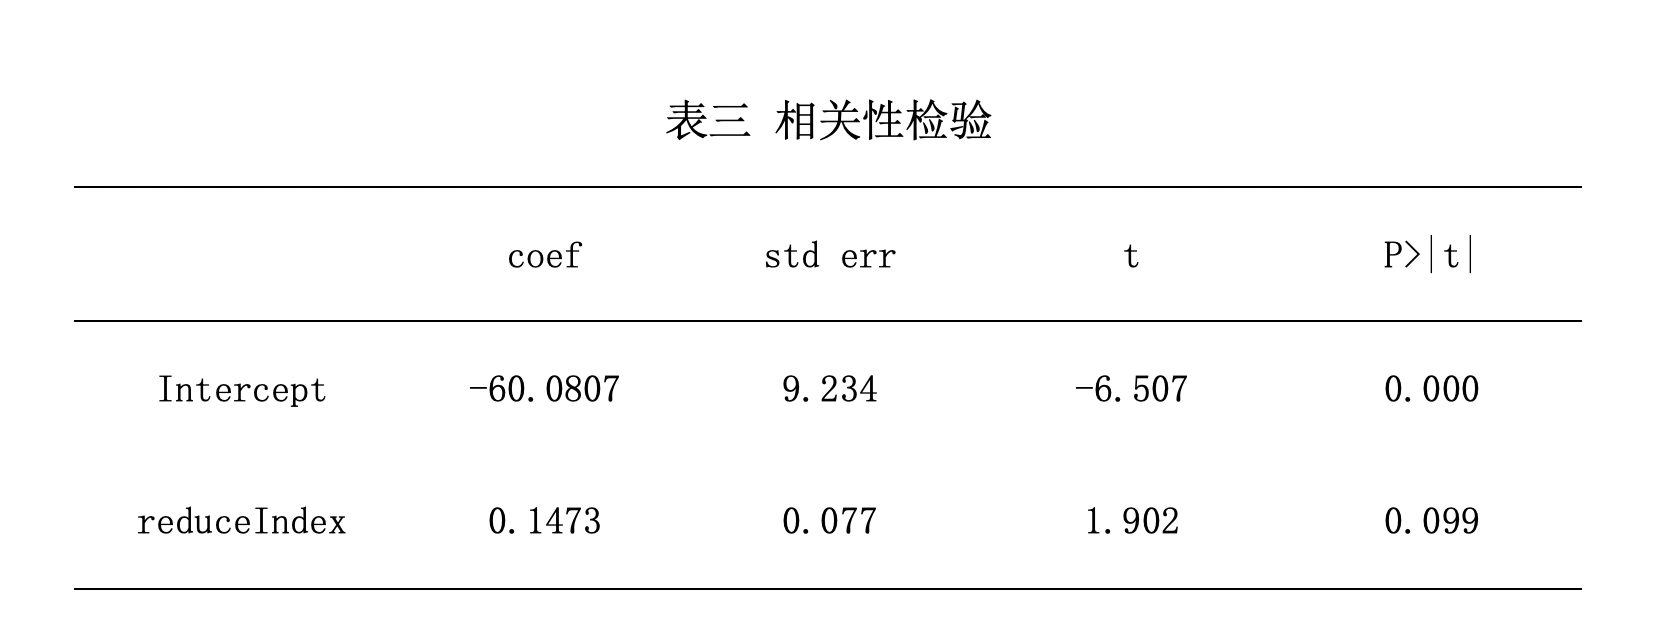 表三 相关性检验
coef std err t P>|t|
Intercept -60.0807 9.234 -6.507 0.000
reduceIndex 0.1473 0.077 1.902 0.099